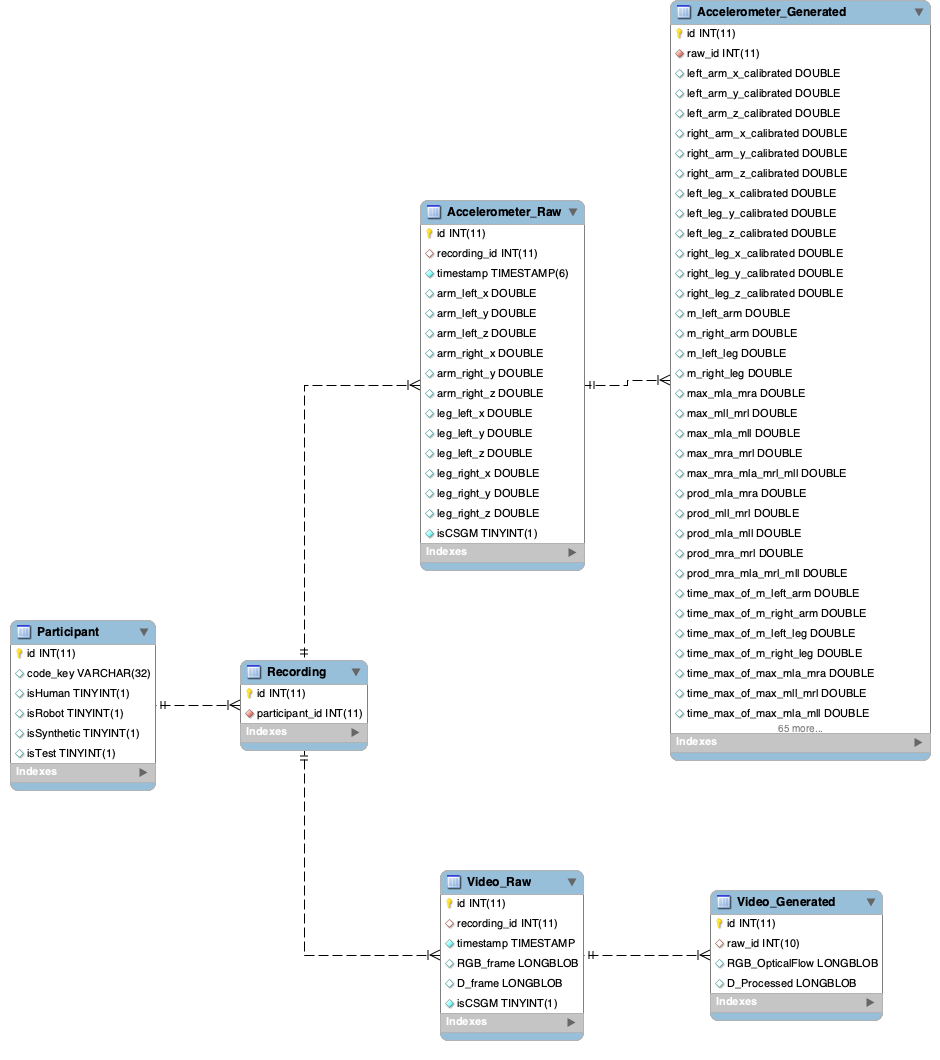 Accelerometer_Generated
id INT(11)
raw_id INT(11)
left_arm_x_calibrated DOUBLE
left_arm_y_calibrated DOUBLE
left_arm_z_calibrated DOUBLE
right_arm_x_calibrated DOUBLE
right_arm_y_calibrated DOUBLE
right_arm_z_calibrated DOUBLE
left_leg_x_calibrated DOUBLE
left_leg_y_calibrated DOUBLE
left_leg_z_calibrated DOUBLE
right_leg_x_calibrated DOUBLE
right_leg_y_calibrated DOUBLE
right_leg_z_calibrated DOUBLE
m_left_arm DOUBLE
m_right_arm DOUBLE
m_left_leg DOUBLE
m_right_leg DOUBLE
max_mla_mra DOUBLE
max_mll_mrl DOUBLE
max_mla_mll DOUBLE
max_mra_mrl DOUBLE
max_mra_mla_mrl_mll DOUBLE
prod_mla_mra DOUBLE
prod_mll_mrl DOUBLE
prod_mla_mll DOUBLE
prod_mra_mrl DOUBLE
prod_mra_mla_mrl_mll DOUBLE
time_max_of_m_left_arm DOUBLE
time_max_of_m_right_arm DOUBLE
time_max_of_m_left_leg DOUBLE
time_max_of_m_right_leg DOUBLE
time_max_of_max_mla_mra DOUBLE
time_max_of_max_mll_mrl DOUBLE
time_max_of_max_mla_mll DOUBLE
65 more...
Indexes
Accelerometer_Raw
id INT(11)
recording_id INT(11)
timestamp TIMESTAMP(6)
arm_left_x DOUBLE
arm_left_y DOUBLE
arm_left_z DOUBLE
arm_right_x DOUBLE
arm_right_y DOUBLE
arm_right_z DOUBLE
leg_left_x DOUBLE
leg_left_y DOUBLE
leg_left_z DOUBLE
leg_right_x DOUBLE
leg_right_y DOUBLE
leg_right_z DOUBLE
isCSGM TINYINT(1)
Indexes
Participant
id INT(11)
code_key VARCHAR(32)
isHuman TINYINT(1)
isRobot TINYINT(1)
isSynthetic TINYINT(1)
isTest TINYINT(1)
Indexes
Recording
id INT(11)
participant_id INT(11)
Indexes
Video_Raw
id INT(11)
recording_id INT(11)
timestamp TIMESTAMP
RGB_frame LONGBLOB
D_frame LONGBLOB
isCSGM TINYINT(1)
Indexes
Video_Generated
id INT(11)
raw_id INT(10)
RGB_OpticalFlow LONGBLOB
D_Processed LONGBLOB
Indexes